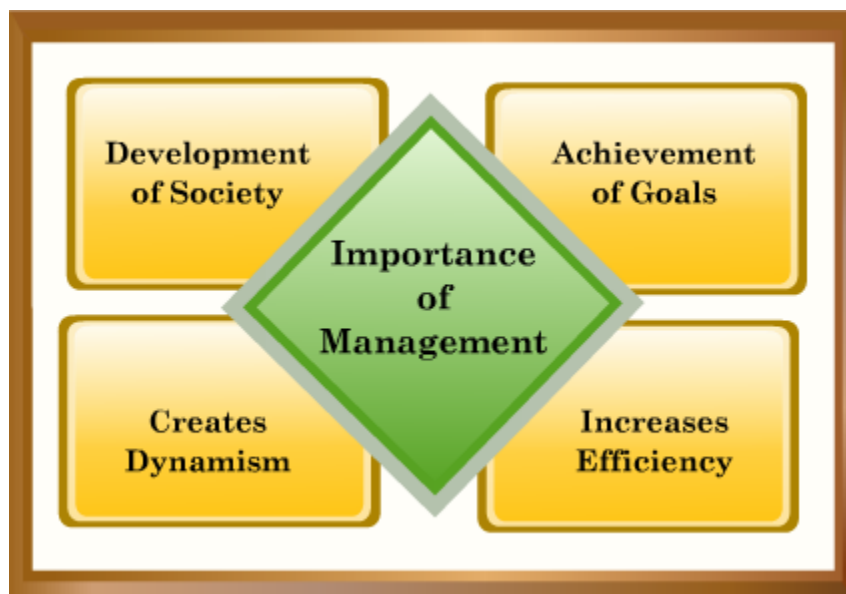 Development
of Society
Achievement
of Goals
Importance
of
Management
Creates
Dynamism
Increases
Efficiency